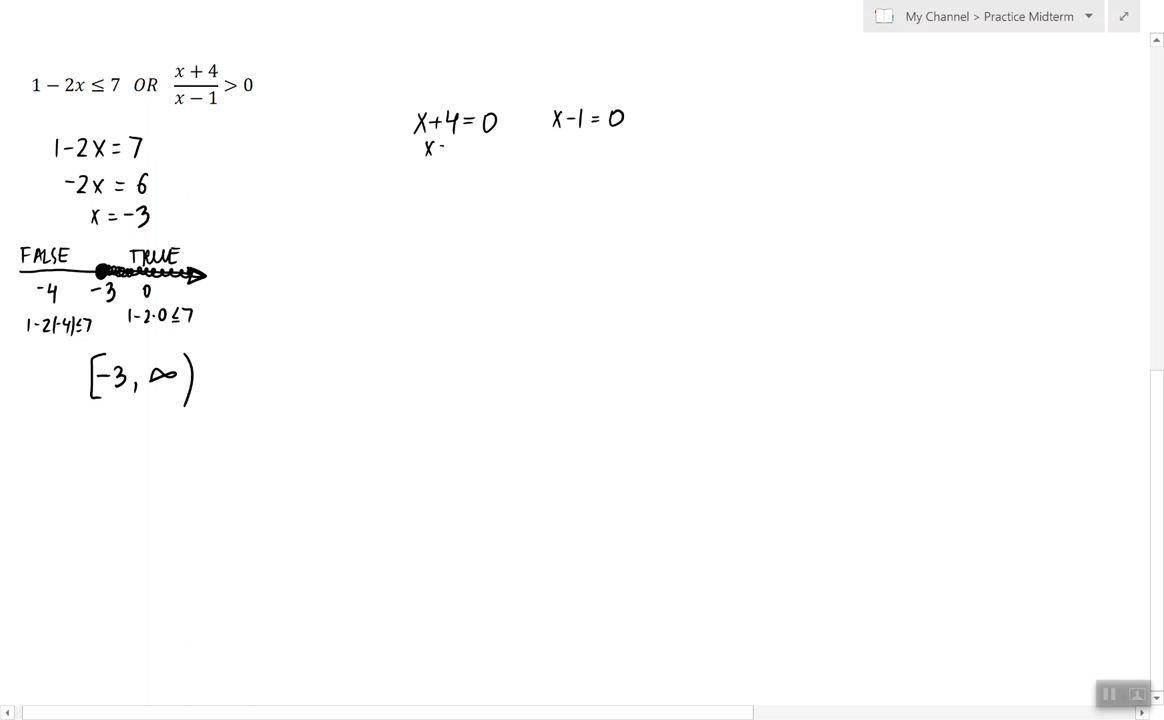 My Channel > Practice Midterm
1 − 2x ≤ 7 OR (x + 4)/(x − 1) > 0
x+4=0 x-1=0
x -
1-2x=7
-2x=6
x=-3
FALSE TRUE
-4 -3 0
1-2(-4)≤7 1-2·0≤7
[-3, ∞)